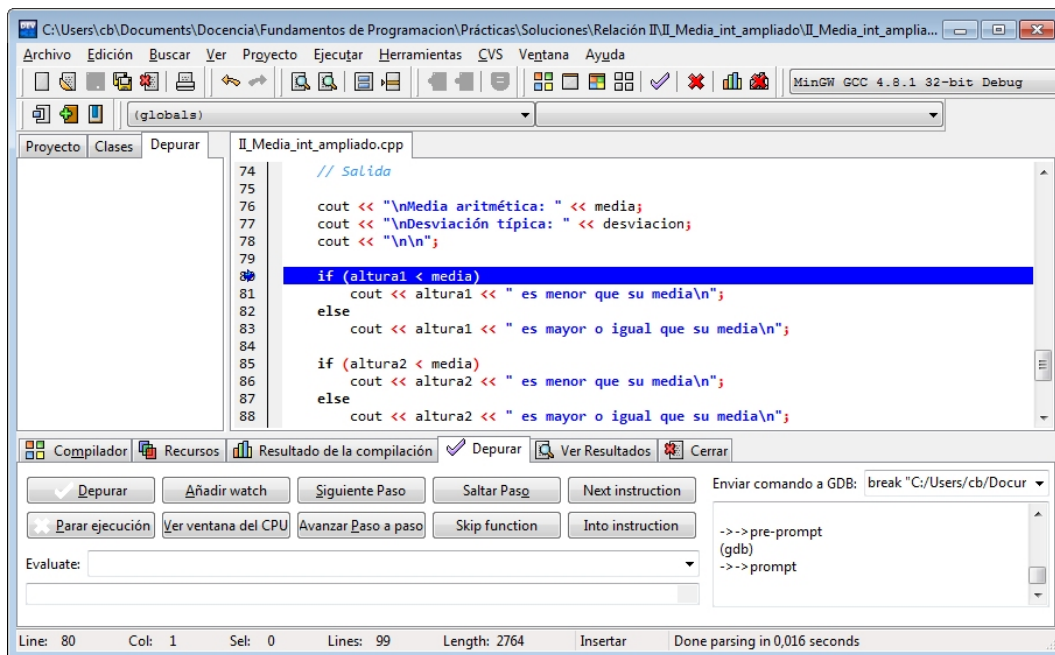 C:\Users\cb\Documents\Docencia\Fundamentos de Programacion\Prácticas\Soluciones\Relación II\II_Media_int_ampliado\II_Media_int_amplia...
Archivo Edición Buscar Ver Proyecto Ejecutar Herramientas CVS Ventana Ayuda
MinGW GCC 4.8.1 32-bit Debug
(globals)
Proyecto Clases Depurar II_Media_int_ampliado.cpp
74 // Salida
75
76 cout << "\nMedia aritmética: " << media;
77 cout << "\nDesviación típica: " << desviacion;
78 cout << "\n\n";
79
80 if (altura1 < media)
81 cout << altura1 << " es menor que su media\n";
82 else
83 cout << altura1 << " es mayor o igual que su media\n";
84
85 if (altura2 < media)
86 cout << altura2 << " es menor que su media\n";
87 else
88 cout << altura2 << " es mayor o igual que su media\n";
Compilador Recursos Resultado de la compilación Depurar Ver Resultados Cerrar
Depurar Añadir watch Siguiente Paso Saltar Paso Next instruction Enviar comando a GDB: break "C:/Users/cb/Docur
Parar ejecución Ver ventana del CPU Avanzar Paso a paso Skip function Into instruction
->->pre-prompt
(gdb)
->->prompt
Evaluate:
Line: 80 Col: 1 Sel: 0 Lines: 99 Length: 2764 Insertar Done parsing in 0,016 seconds